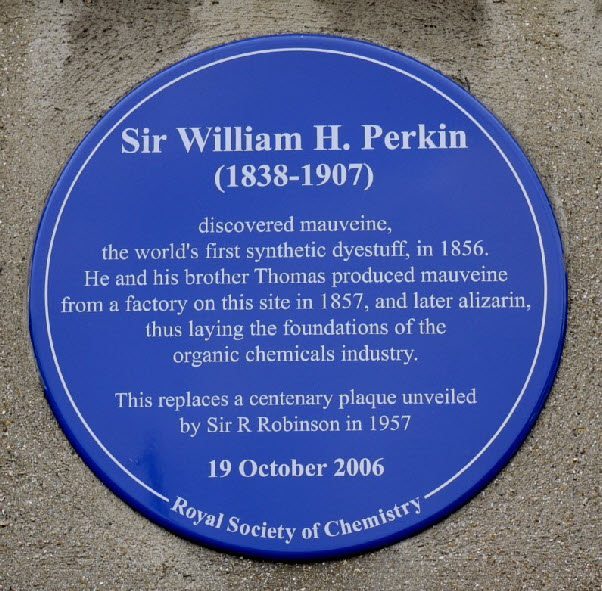 Sir William H. Perkin
(1838-1907)
discovered mauveine,
the world's first synthetic dyestuff, in 1856.
He and his brother Thomas produced mauveine
from a factory on this site in 1857, and later alizarin,
thus laying the foundations of the
organic chemicals industry.
This replaces a centenary plaque unveiled
by Sir R Robinson in 1957
19 October 2006
Royal Society of Chemistry